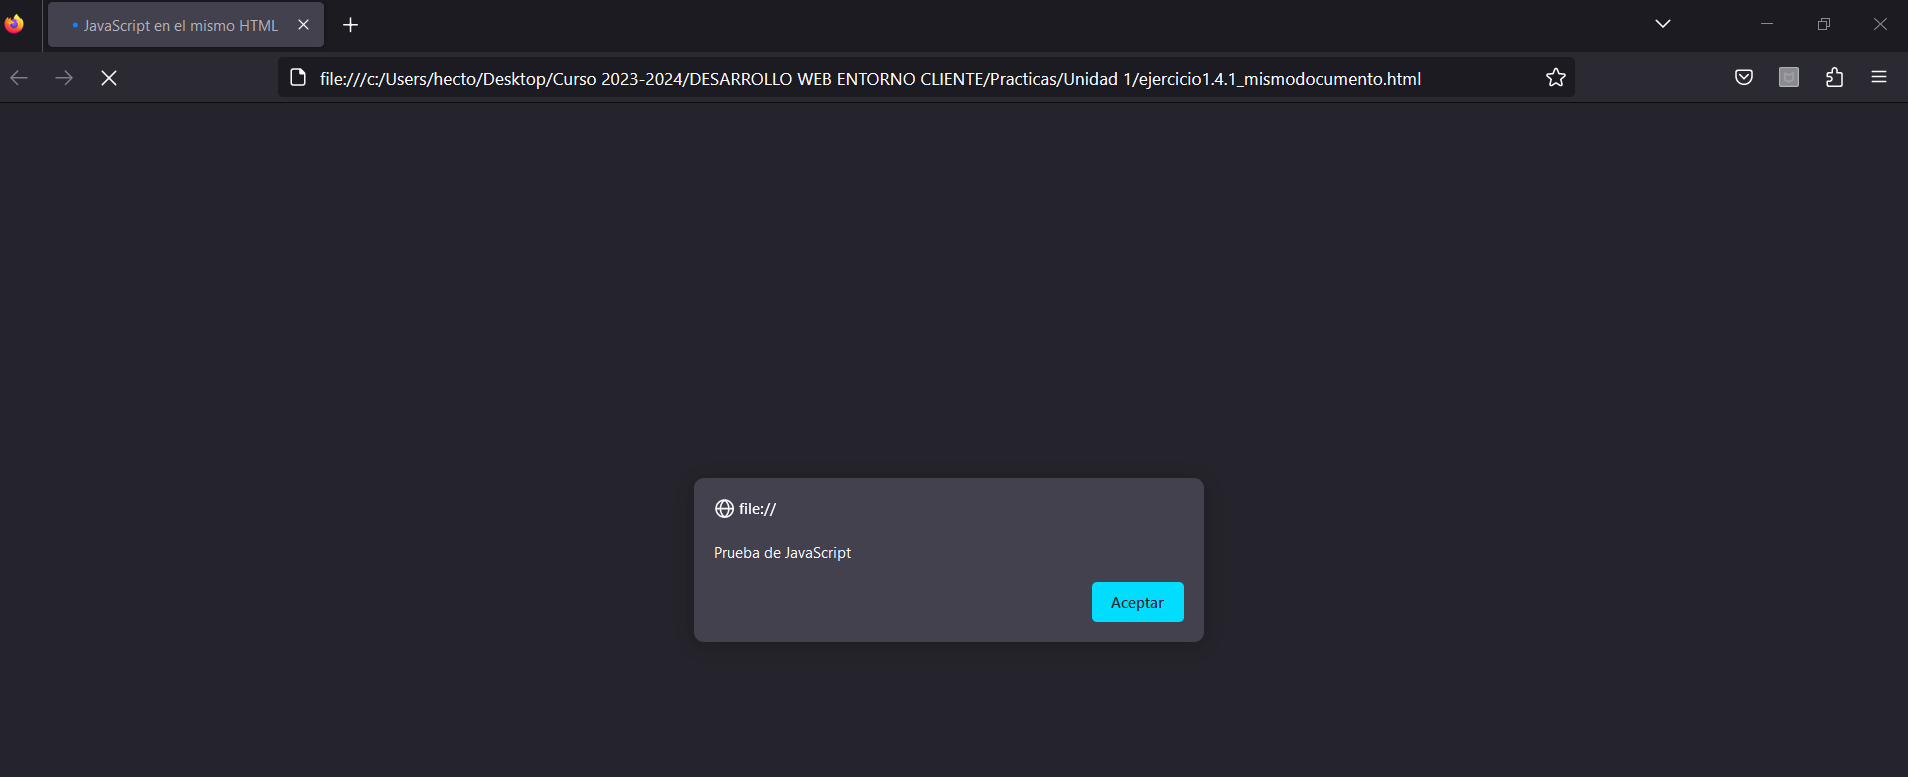 JavaScript en el mismo HTML
file:///c:/Users/hecto/Desktop/Curso 2023-2024/DESARROLLO WEB ENTORNO CLIENTE/Practicas/Unidad 1/ejercicio1.4.1_mismodocumento.html
file://
Prueba de JavaScript
Aceptar